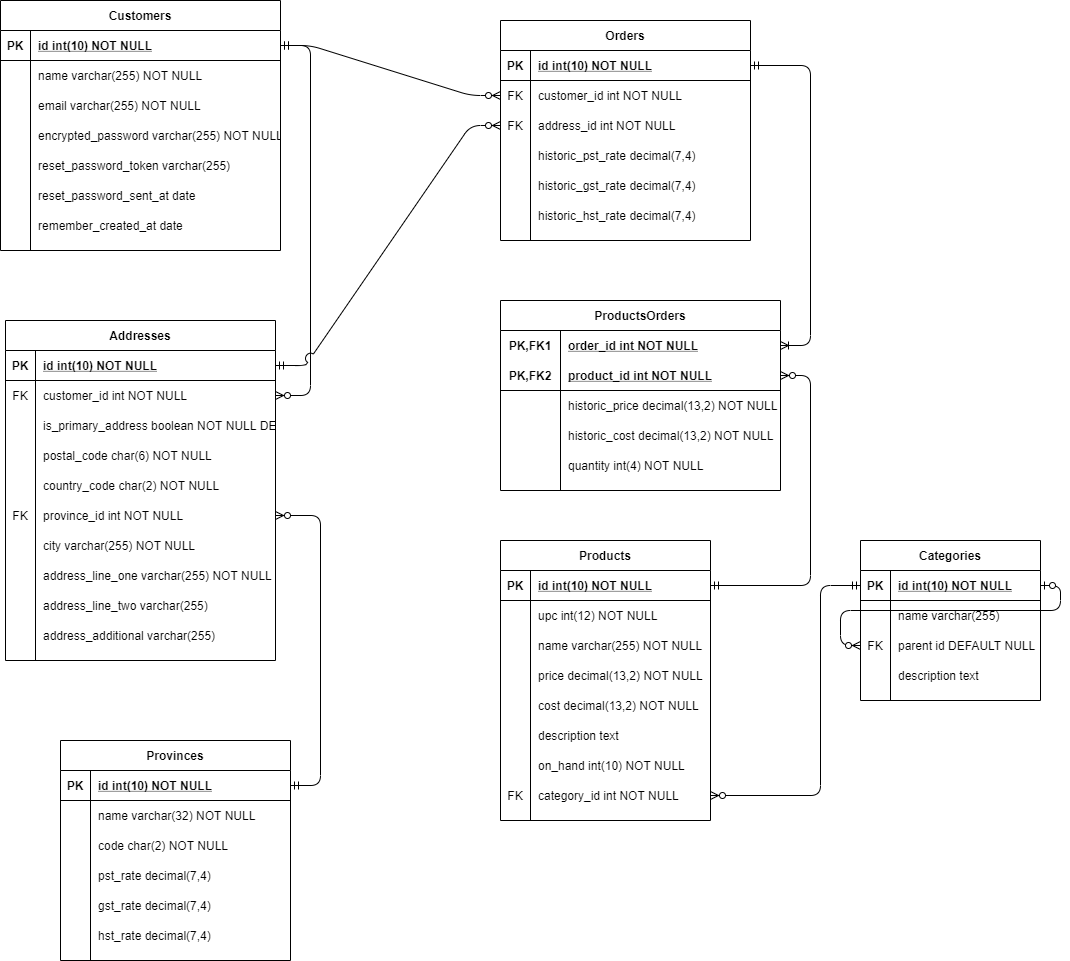 Customers
PK id int(10) NOT NULL
name varchar(255) NOT NULL
email varchar(255) NOT NULL
encrypted_password varchar(255) NOT NULL
reset_password_token varchar(255)
reset_password_sent_at date
remember_created_at date
Orders
PK id int(10) NOT NULL
FK customer_id int NOT NULL
FK address_id int NOT NULL
historic_pst_rate decimal(7,4)
historic_gst_rate decimal(7,4)
historic_hst_rate decimal(7,4)
Addresses
PK id int(10) NOT NULL
FK customer_id int NOT NULL
is_primary_address boolean NOT NULL DE
postal_code char(6) NOT NULL
country_code char(2) NOT NULL
FK province_id int NOT NULL
city varchar(255) NOT NULL
address_line_one varchar(255) NOT NULL
address_line_two varchar(255)
address_additional varchar(255)
ProductsOrders
PK,FK1 order_id int NOT NULL
PK,FK2 product_id int NOT NULL
historic_price decimal(13,2) NOT NULL
historic_cost decimal(13,2) NOT NULL
quantity int(4) NOT NULL
Products
PK id int(10) NOT NULL
upc int(12) NOT NULL
name varchar(255) NOT NULL
price decimal(13,2) NOT NULL
cost decimal(13,2) NOT NULL
description text
on_hand int(10) NOT NULL
FK category_id int NOT NULL
Categories
PK id int(10) NOT NULL
name varchar(255)
FK parent id DEFAULT NULL
description text
Provinces
PK id int(10) NOT NULL
name varchar(32) NOT NULL
code char(2) NOT NULL
pst_rate decimal(7,4)
gst_rate decimal(7,4)
hst_rate decimal(7,4)